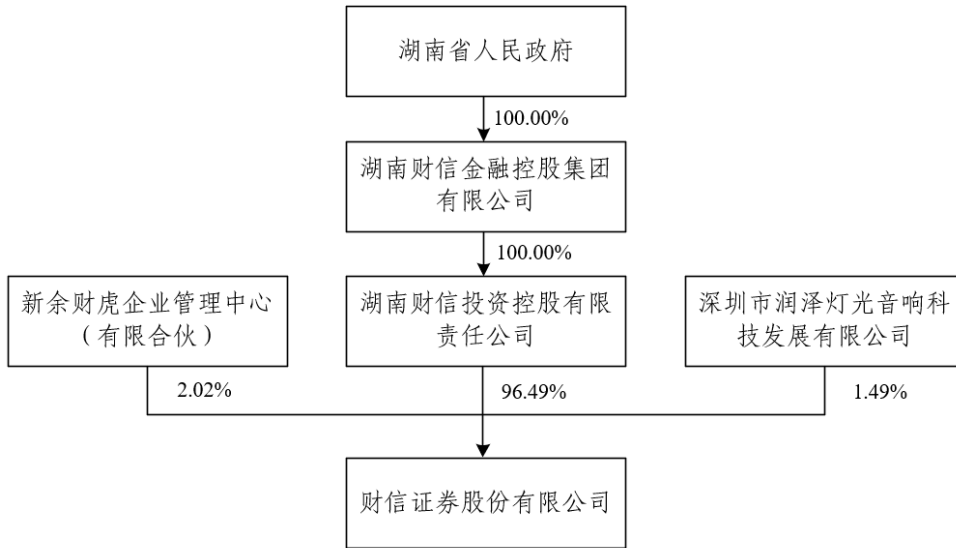 湖南省人民政府
100.00%
湖南财信金融控股集团
有限公司
100.00%
新余财虎企业管理中心
（有限合伙）
湖南财信投资控股有限
责任公司
深圳市润泽灯光音响科
技发展有限公司
2.02%
96.49%
1.49%
财信证券股份有限公司